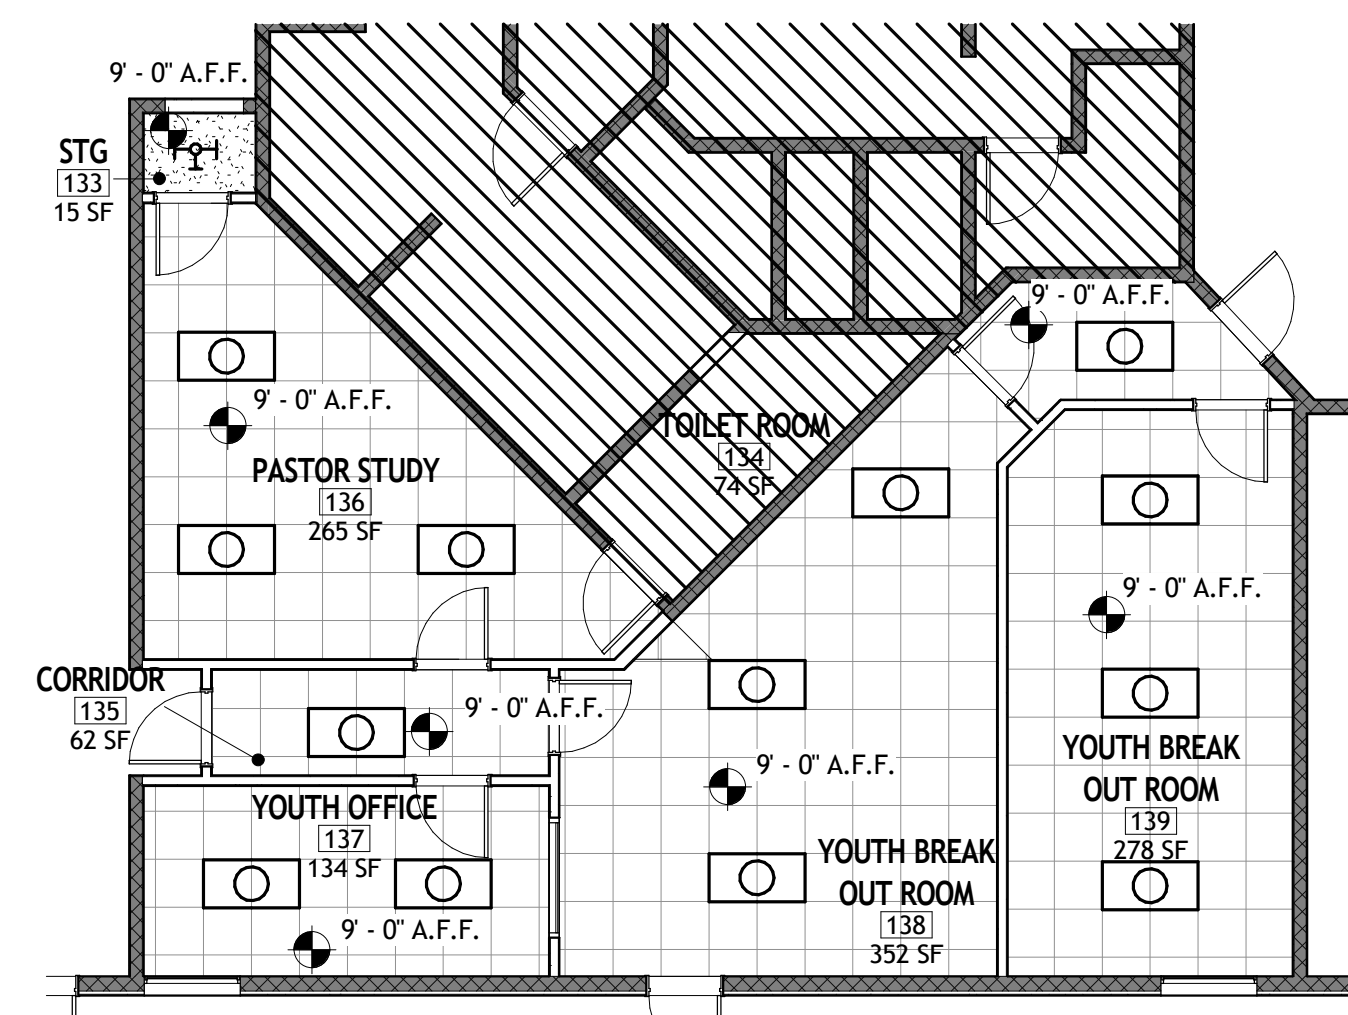 9' - 0" A.F.F.
STG
133
15 SF
9' - 0" A.F.F.
9' - 0" A.F.F.
PASTOR STUDY
136
265 SF
TOILET ROOM
134
74 SF
9' - 0" A.F.F.
CORRIDOR
135
62 SF
9' - 0" A.F.F.
9' - 0" A.F.F.
YOUTH BREAK
OUT ROOM
139
278 SF
YOUTH OFFICE
137
134 SF
9' - 0" A.F.F.
YOUTH BREAK
OUT ROOM
138
352 SF